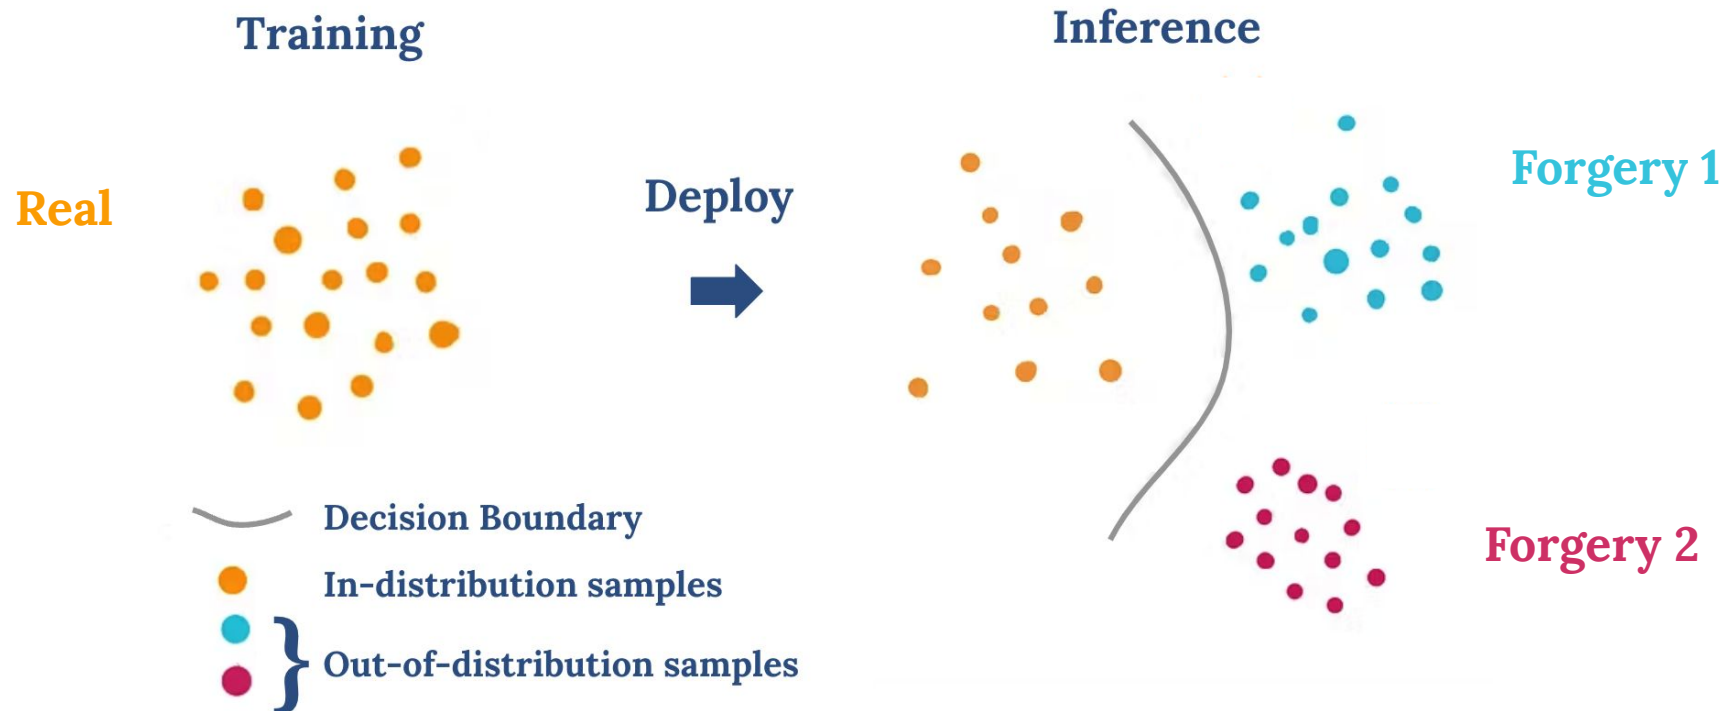 Training
Inference
Real
Deploy
Forgery 1
Decision Boundary
In-distribution samples
Out-of-distribution samples
Forgery 2